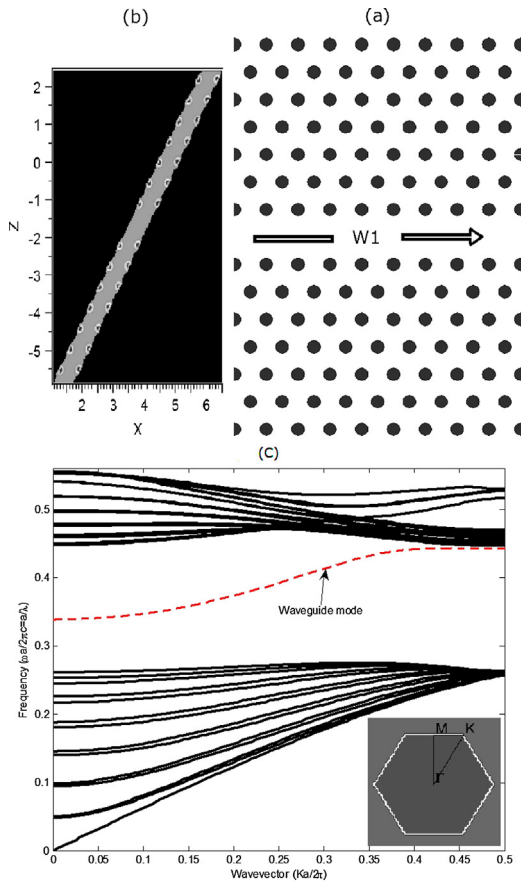 (b)
(a)
2
1
0
-1
-2
-3
-4
-5
Z
2
3
4
5
6
X
W1
(c)
0.5
0.4
0.3
0.2
0.1
0
Frequency (ωa/2πc=a/λ)
Waveguide mode
M
K
Γ
0
0.05
0.1
0.15
0.2
0.25
0.3
0.35
0.4
0.45
0.5
Wavevector (Ka/2π)